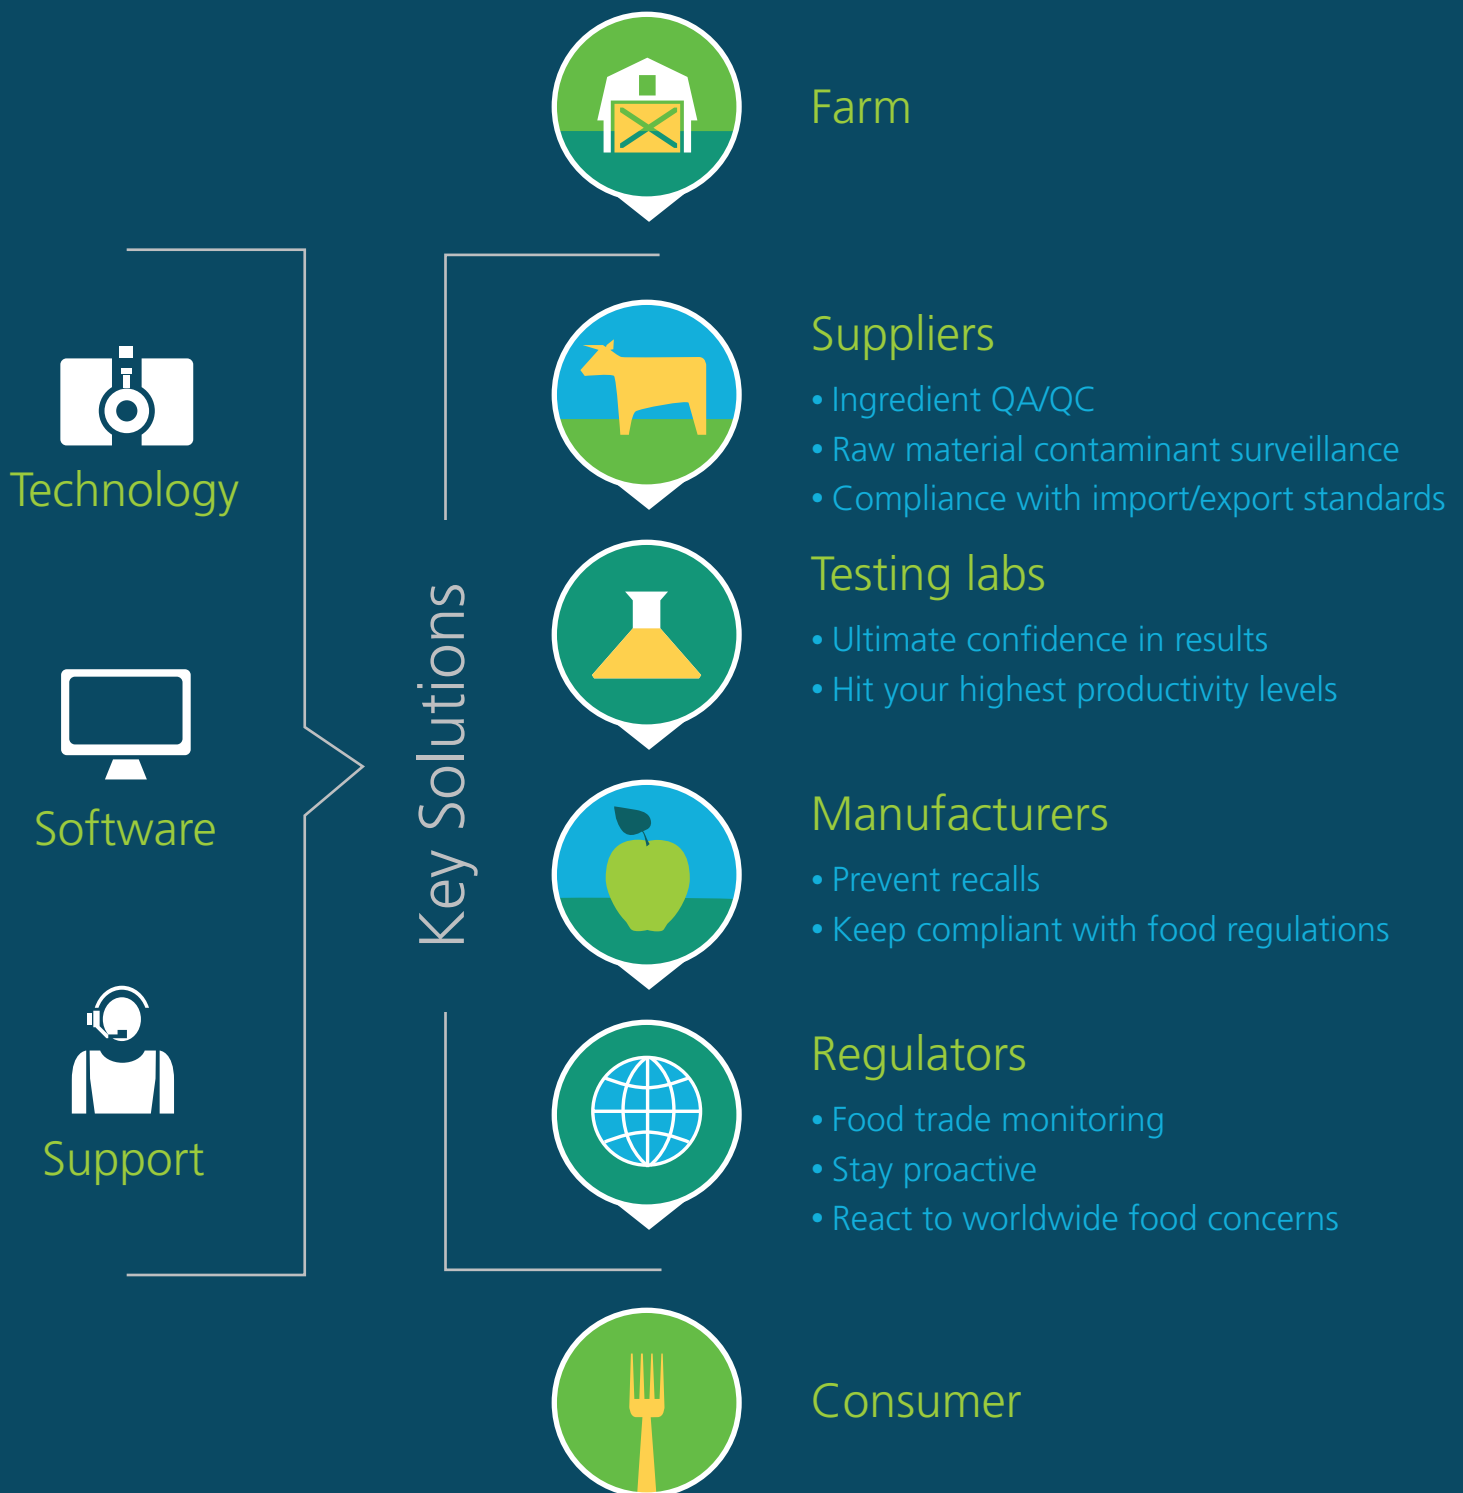 Farm
Technology
Software
Support
Key Solutions
Suppliers
• Ingredient QA/QC
• Raw material contaminant surveillance
• Compliance with import/export standards
Testing labs
• Ultimate confidence in results
• Hit your highest productivity levels
Manufacturers
• Prevent recalls
• Keep compliant with food regulations
Regulators
• Food trade monitoring
• Stay proactive
• React to worldwide food concerns
Consumer